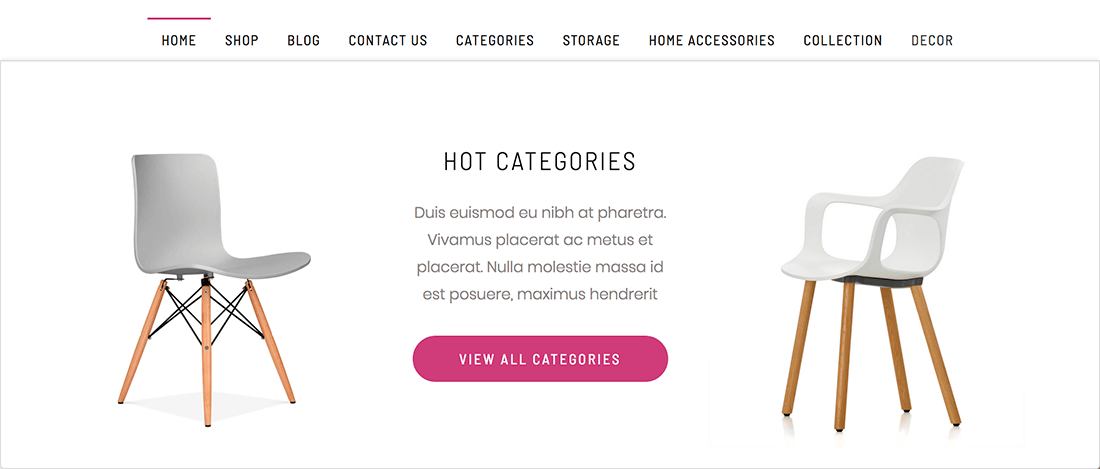 HOME SHOP BLOG CONTACT US CATEGORIES STORAGE HOME ACCESSORIES COLLECTION DECOR
HOT CATEGORIES
Duis euismod eu nibh at pharetra.
Vivamus placerat ac metus et
placerat. Nulla molestie massa id
est posuere, maximus hendrerit
VIEW ALL CATEGORIES